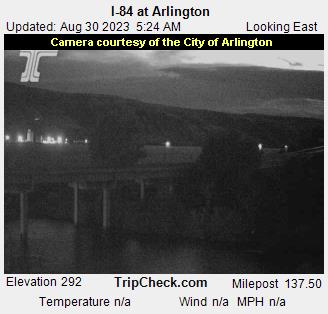 I-84 at Arlington
Updated: Aug 30 2023 5:24 AM Looking East
Camera courtesy of the City of Arlington
Elevation 292 TripCheck.com Milepost 137.50
Temperature n/a Wind n/a MPH n/a